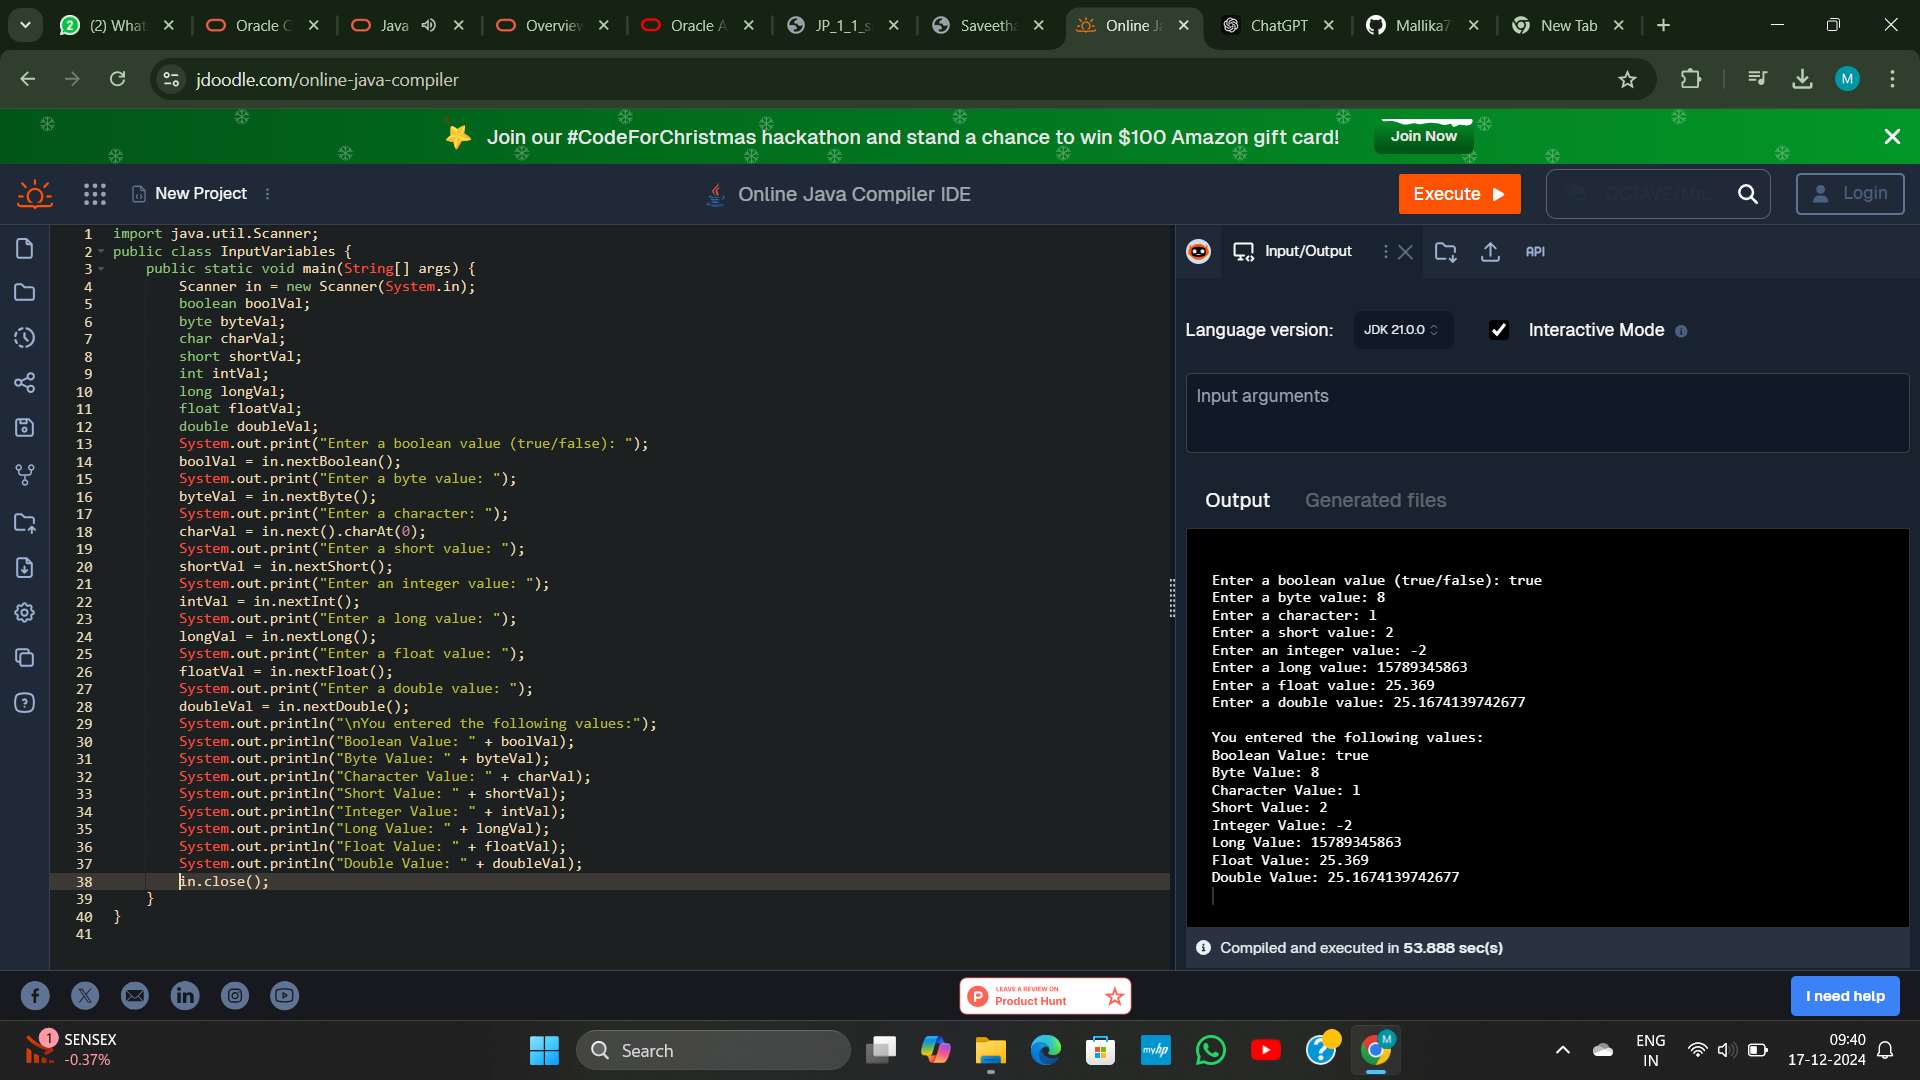 (2) What
Oracle C
Java
Overview
Oracle A
JP_1_1_s
Saveetha
Online Ja
ChatGPT
Mallika7
New Tab
jdoodle.com/online-java-compiler
M
Join our #CodeForChristmas hackathon and stand a chance to win $100 Amazon gift card!
Join Now
New Project
Online Java Compiler IDE
Execute
Login
1 import java.util.Scanner;
2 public class InputVariables {
3 public static void main(String[] args) {
4 Scanner in = new Scanner(System.in);
5 boolean boolVal;
6 byte byteVal;
7 char charVal;
8 short shortVal;
9 int intVal;
10 long longVal;
11 float floatVal;
12 double doubleVal;
13 System.out.print("Enter a boolean value (true/false): ");
14 boolVal = in.nextBoolean();
15 System.out.print("Enter a byte value: ");
16 byteVal = in.nextByte();
17 System.out.print("Enter a character: ");
18 charVal = in.next().charAt(0);
19 System.out.print("Enter a short value: ");
20 shortVal = in.nextShort();
21 System.out.print("Enter an integer value: ");
22 intVal = in.nextInt();
23 System.out.print("Enter a long value: ");
24 longVal = in.nextLong();
25 System.out.print("Enter a float value: ");
26 floatVal = in.nextFloat();
27 System.out.print("Enter a double value: ");
28 doubleVal = in.nextDouble();
29 System.out.println("\nYou entered the following values:");
30 System.out.println("Boolean Value: " + boolVal);
31 System.out.println("Byte Value: " + byteVal);
32 System.out.println("Character Value: " + charVal);
33 System.out.println("Short Value: " + shortVal);
34 System.out.println("Integer Value: " + intVal);
35 System.out.println("Long Value: " + longVal);
36 System.out.println("Float Value: " + floatVal);
37 System.out.println("Double Value: " + doubleVal);
38 in.close();
39 }
40 }
41
Input/Output
API
Language version:
JDK 21.0.0
Interactive Mode
Input arguments
Output
Generated files
Enter a boolean value (true/false): true
Enter a byte value: 8
Enter a character: l
Enter a short value: 2
Enter an integer value: -2
Enter a long value: 15789345863
Enter a float value: 25.369
Enter a double value: 25.1674139742677
You entered the following values:
Boolean Value: true
Byte Value: 8
Character Value: l
Short Value: 2
Integer Value: -2
Long Value: 15789345863
Float Value: 25.369
Double Value: 25.1674139742677
Compiled and executed in 53.888 sec(s)
LEAVE A REVIEW ON
Product Hunt
I need help
1
SENSEX
-0.37%
Search
myhp
M
ENG
IN
09:40
17-12-2024